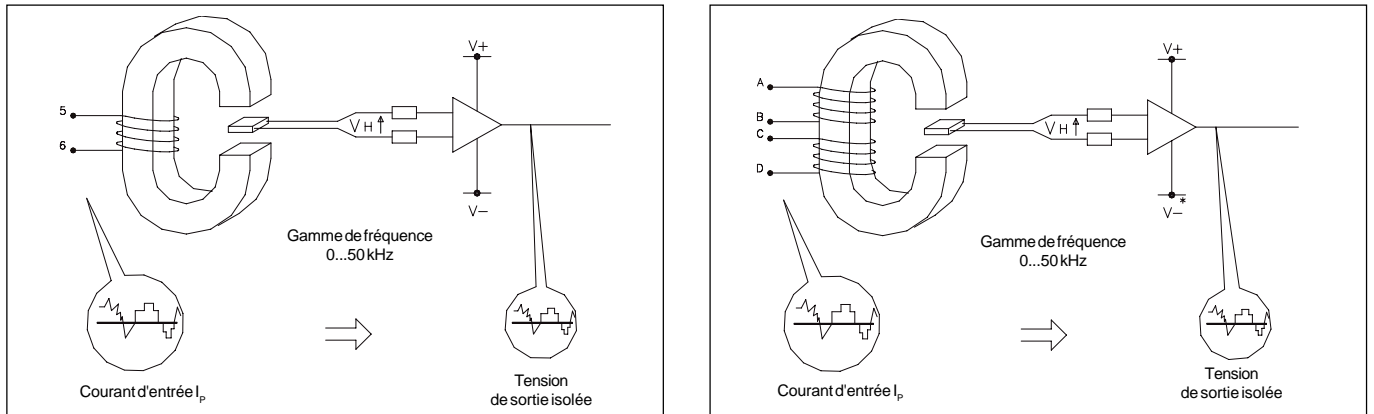 V+
5
6
VH
V-
Gamme de fréquence
0...50 kHz
Courant d'entrée IP
Tension
de sortie isolée
V+
A
B
C
D
VH
V-*
Gamme de fréquence
0...50 kHz
Courant d'entrée IP
Tension
de sortie isolée